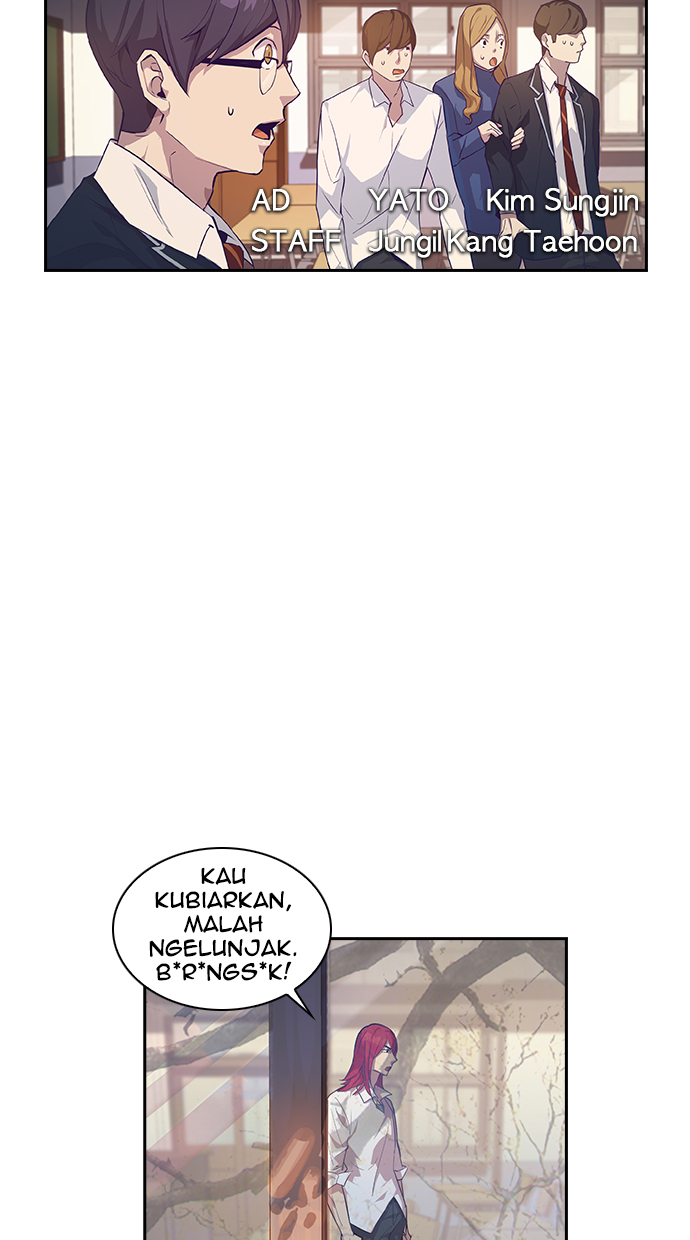 AD YATO Kim Sungjin
STAFF Jungil Kang Taehoon
KAU
KUBIARKAN,
MALAH
NGELUNJAK.
B*R*NGS*K!